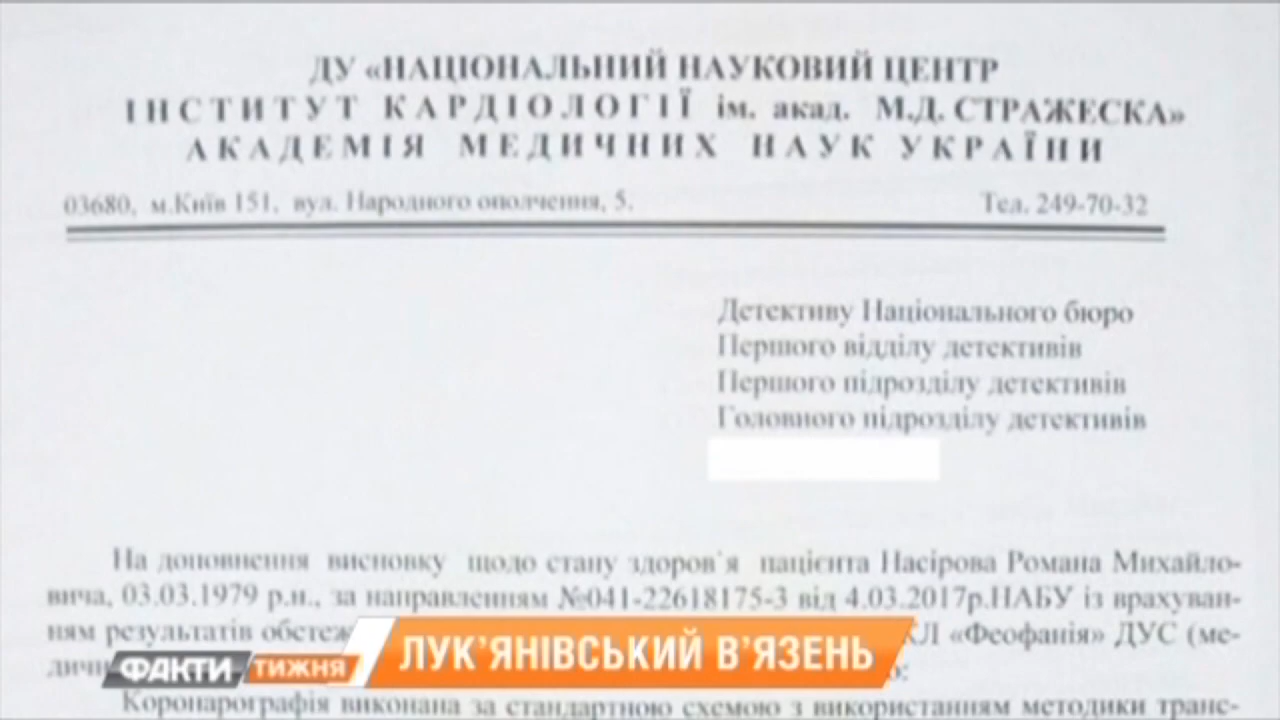 ДУ «НАЦІОНАЛЬНИЙ НАУКОВИЙ ЦЕНТР
ІНСТИТУТ КАРДІОЛОГІЇ ім. акад. М.Д. СТРАЖЕСКА»
АКАДЕМІЯ МЕДИЧНИХ НАУК УКРАЇНИ
03680, м.Київ 151, вул. Народного ополчення, 5, Тел. 249-70-32
Детективу Національного бюро
Першого відділу детективів
Першого підрозділу детективів
Головного підрозділу детективів
На доповнення висновку щодо стану здоров`я пацієнта Насірова Романа Михайло-
вича, 03.03.1979 р.н., за направленням №041-22618175-3 від 4.03.2017р.НАБУ із врахуван-
ням результатів КЛ «Феофанія» ДУС (ме-
Коронарографія виконана за стандартною схемою з використанням методики транс-
ФАКТИ ТИЖНЯ ЛУК’ЯНІВСЬКИЙ В’ЯЗЕНЬ